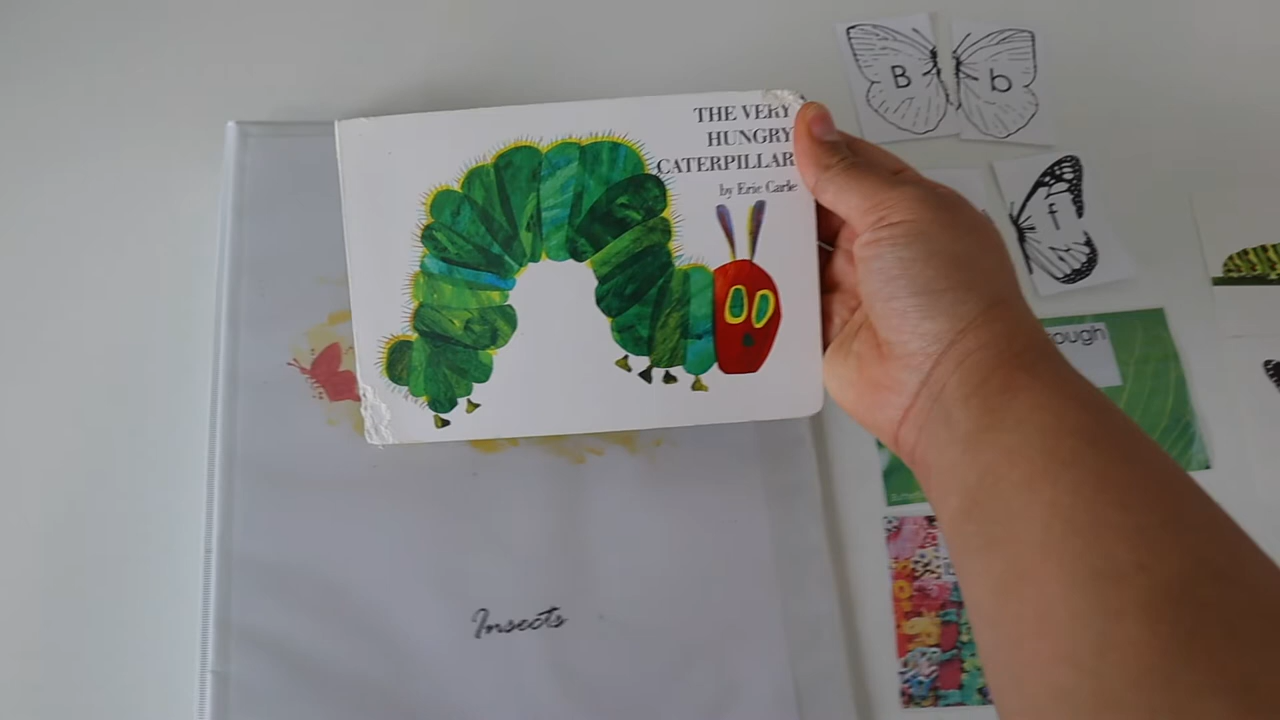 THE VERY
HUNGRY
CATERPILLAR
by Eric Carle
B b
f
ough
Insects